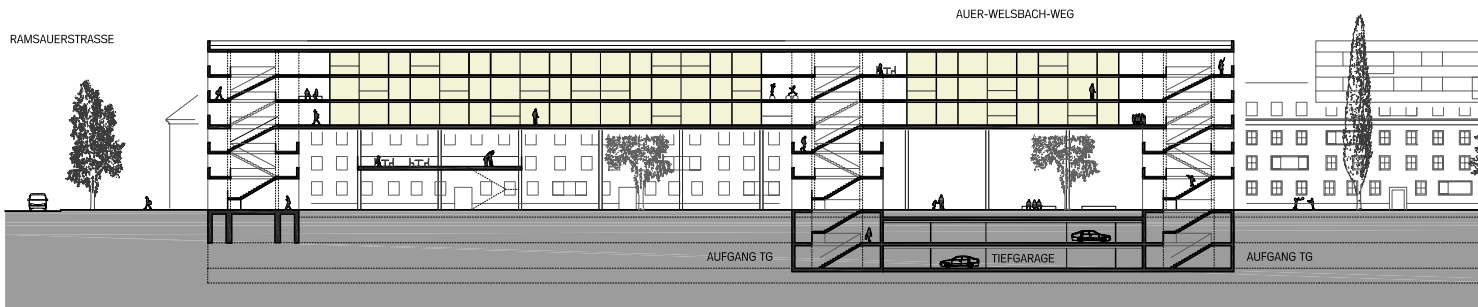 AUER-WELSBACH-WEG
RAMSAUERSTRASSE
AUFGANG TG
TIEFGARAGE
AUFGANG TG